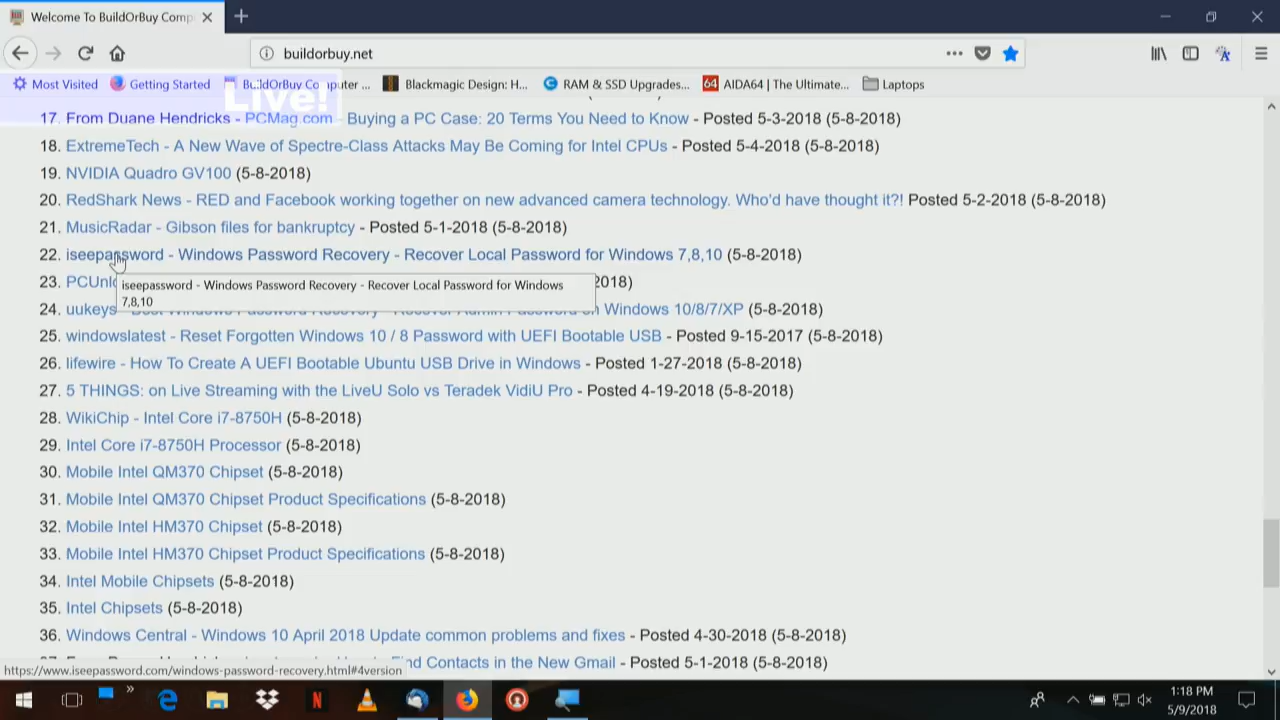 Welcome To BuildOrBuy Comp
buildorbuy.net
Most Visited Getting Started BuildOrBuy Computer ... Blackmagic Design: H... RAM & SSD Upgrades... 64 AIDA64 | The Ultimate... Laptops
Live!
17. From Duane Hendricks - PCMag.com - Buying a PC Case: 20 Terms You Need to Know - Posted 5-3-2018 (5-8-2018)
18. ExtremeTech - A New Wave of Spectre-Class Attacks May Be Coming for Intel CPUs - Posted 5-4-2018 (5-8-2018)
19. NVIDIA Quadro GV100 (5-8-2018)
20. RedShark News - RED and Facebook working together on new advanced camera technology. Who'd have thought it?! Posted 5-2-2018 (5-8-2018)
21. MusicRadar - Gibson files for bankruptcy - Posted 5-1-2018 (5-8-2018)
22. iseepassword - Windows Password Recovery - Recover Local Password for Windows 7,8,10 (5-8-2018)
23. PCUnl 2018)
iseepassword - Windows Password Recovery - Recover Local Password for Windows
7,8,10
24. uukeys - Best Windows Password Recovery - Recover Admin Password on Windows 10/8/7/XP (5-8-2018)
25. windowslatest - Reset Forgotten Windows 10 / 8 Password with UEFI Bootable USB - Posted 9-15-2017 (5-8-2018)
26. lifewire - How To Create A UEFI Bootable Ubuntu USB Drive in Windows - Posted 1-27-2018 (5-8-2018)
27. 5 THINGS: on Live Streaming with the LiveU Solo vs Teradek VidiU Pro - Posted 4-19-2018 (5-8-2018)
28. WikiChip - Intel Core i7-8750H (5-8-2018)
29. Intel Core i7-8750H Processor (5-8-2018)
30. Mobile Intel QM370 Chipset (5-8-2018)
31. Mobile Intel QM370 Chipset Product Specifications (5-8-2018)
32. Mobile Intel HM370 Chipset (5-8-2018)
33. Mobile Intel HM370 Chipset Product Specifications (5-8-2018)
34. Intel Mobile Chipsets (5-8-2018)
35. Intel Chipsets (5-8-2018)
36. Windows Central - Windows 10 April 2018 Update common problems and fixes - Posted 4-30-2018 (5-8-2018)
Find Contacts in the New Gmail - Posted 5-1-2018 (5-8-2018)
https://www.iseepassword.com/windows-password-recovery.html#4version
1:18 PM
5/9/2018